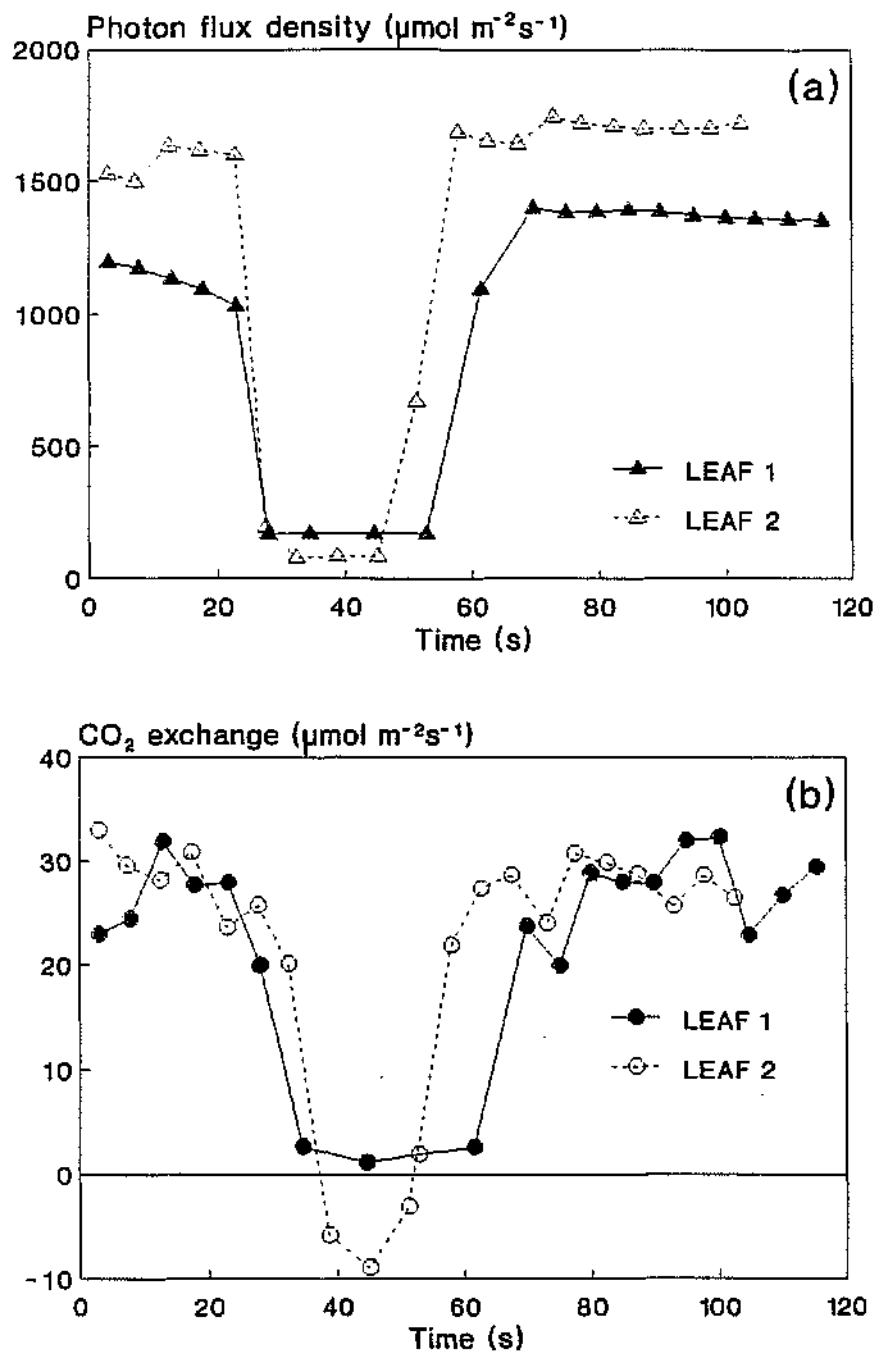 Photon flux density (μmol m⁻²s⁻¹)
2000
(a)
1500
1000
500
LEAF 1
LEAF 2
0
0 20 40 60 80 100 120
Time (s)
CO₂ exchange (μmol m⁻²s⁻¹)
40
(b)
30
20
LEAF 1
10
LEAF 2
0
-10
0 20 40 60 80 100 120
Time (s)